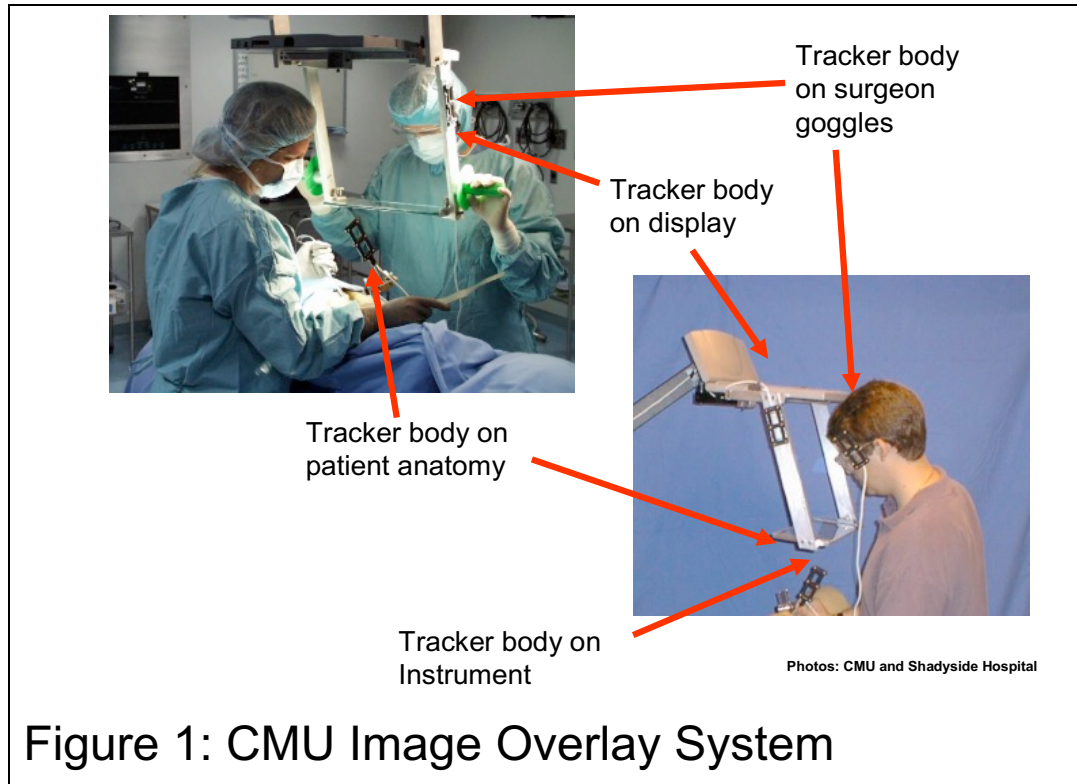 Tracker body
on surgeon
goggles
Tracker body
on display
Tracker body on
patient anatomy
Tracker body on
Instrument
Photos: CMU and Shadyside Hospital
Figure 1: CMU Image Overlay System